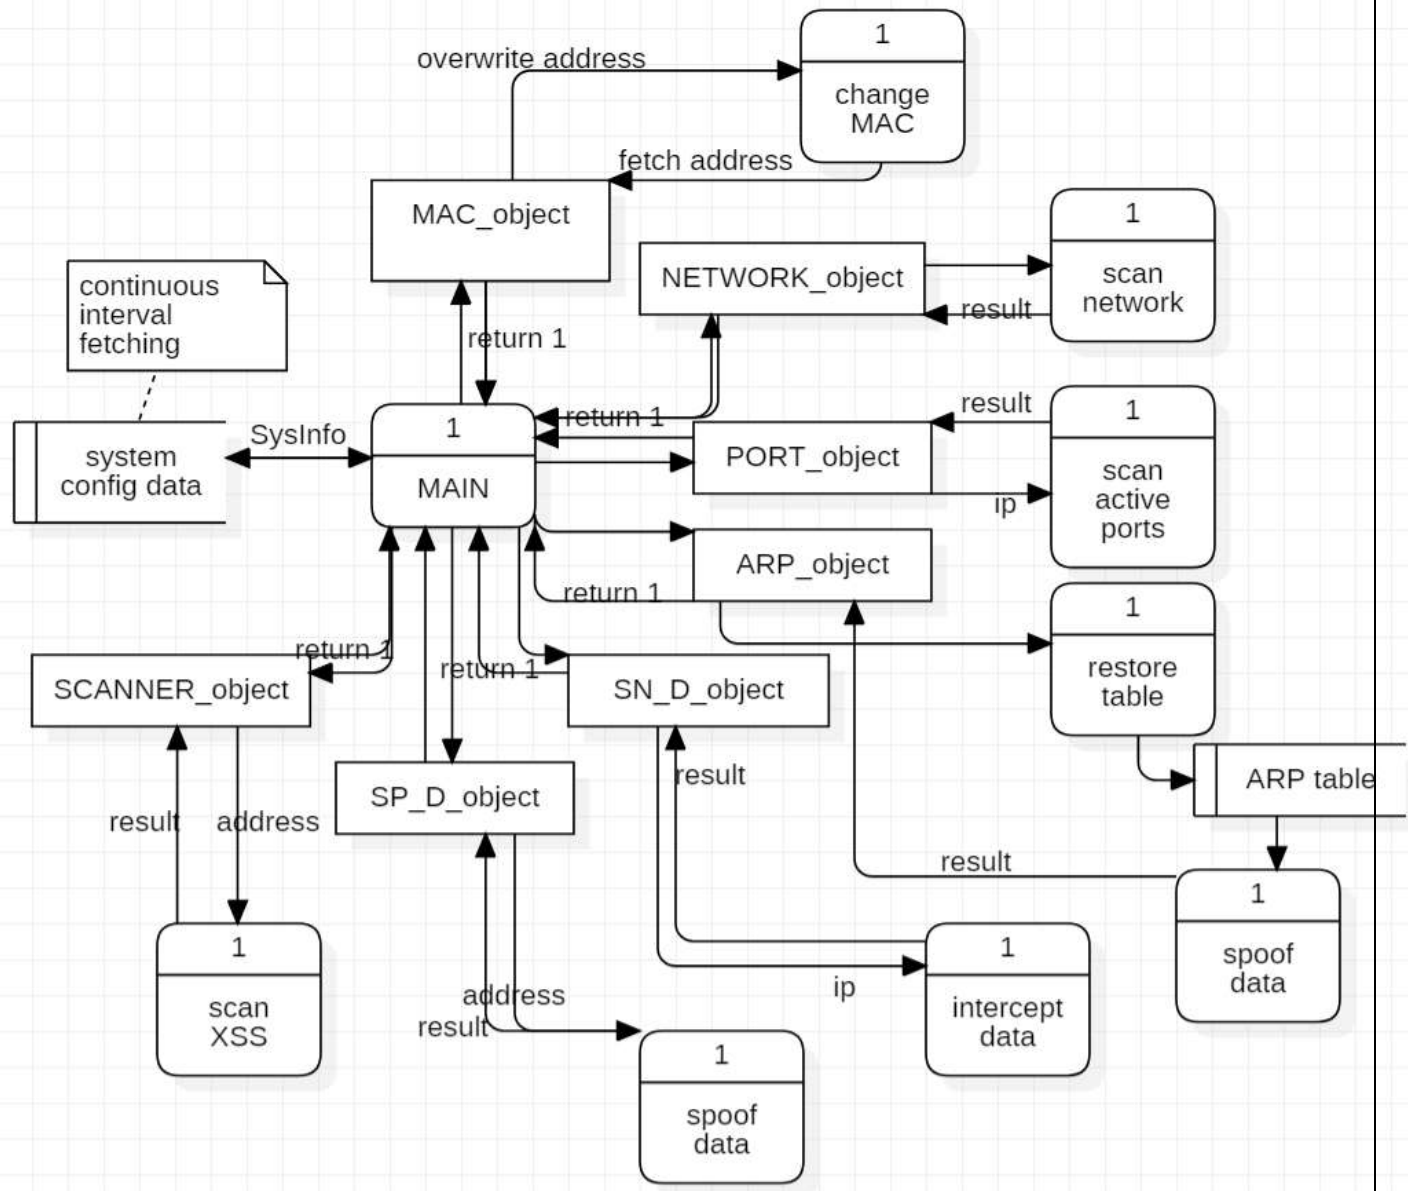 1
overwrite address
change
MAC
fetch address
MAC_object
1
NETWORK_object
scan
network
result
continuous
interval
fetching
return 1
result
1
return 1
1
SysInfo
system
config data
MAIN
PORT_object
scan
active
ports
ip
ARP_object
return 1
1
restore
table
return 1
return 1
SCANNER_object
SN_D_object
result
ARP table
SP_D_object
result
address
result
1
spoof
data
1
scan
XSS
address
result
ip
1
intercept
data
1
spoof
data